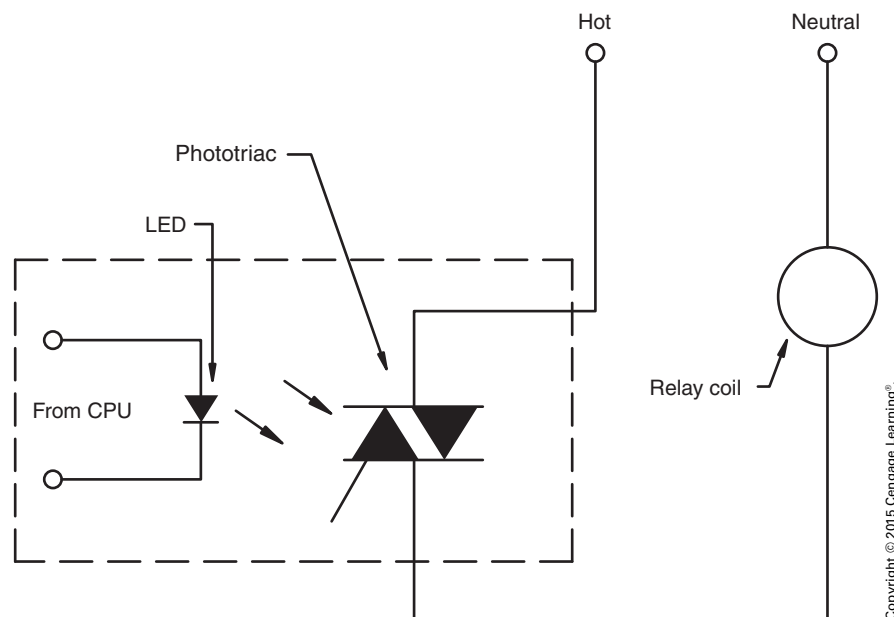 Hot
Neutral
Phototriac
LED
From CPU
Relay coil
Copyright © 2015 Cengage Learning®.